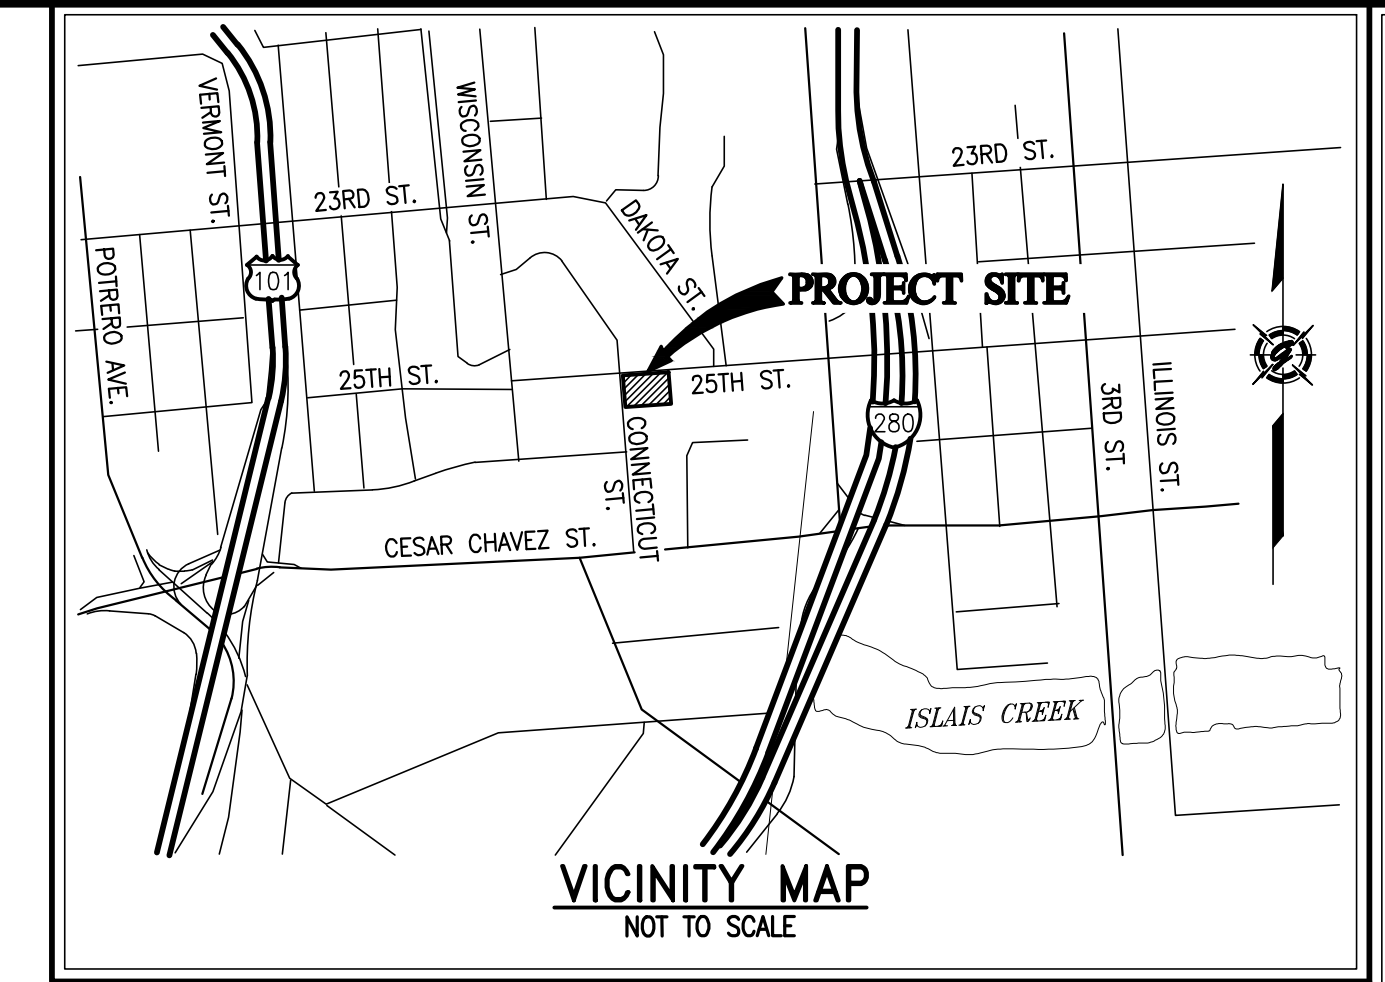 VERMONT ST.
WISCONSIN ST.
23RD ST.
23RD ST.
DAKOTA ST.
POTRERO AVE.
101
PROJECT SITE
25TH ST.
25TH ST.
280
3RD ST.
ILLINOIS ST.
CONNECTICUT
ST.
CESAR CHAVEZ ST.
ISLAIS CREEK
VICINITY MAP
NOT TO SCALE